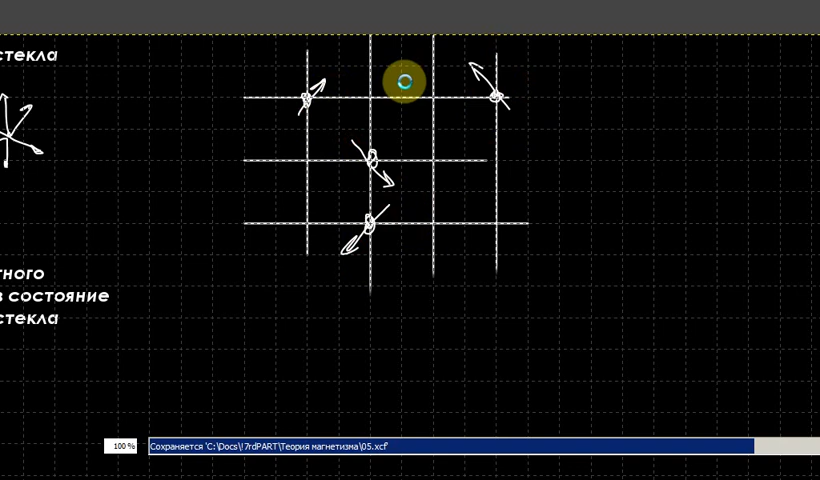 стекла
тного
в состояние
стекла
100 %
Сохраняется 'C:\Docs\!7rdPART\Теория магнетизма\05.xcf'